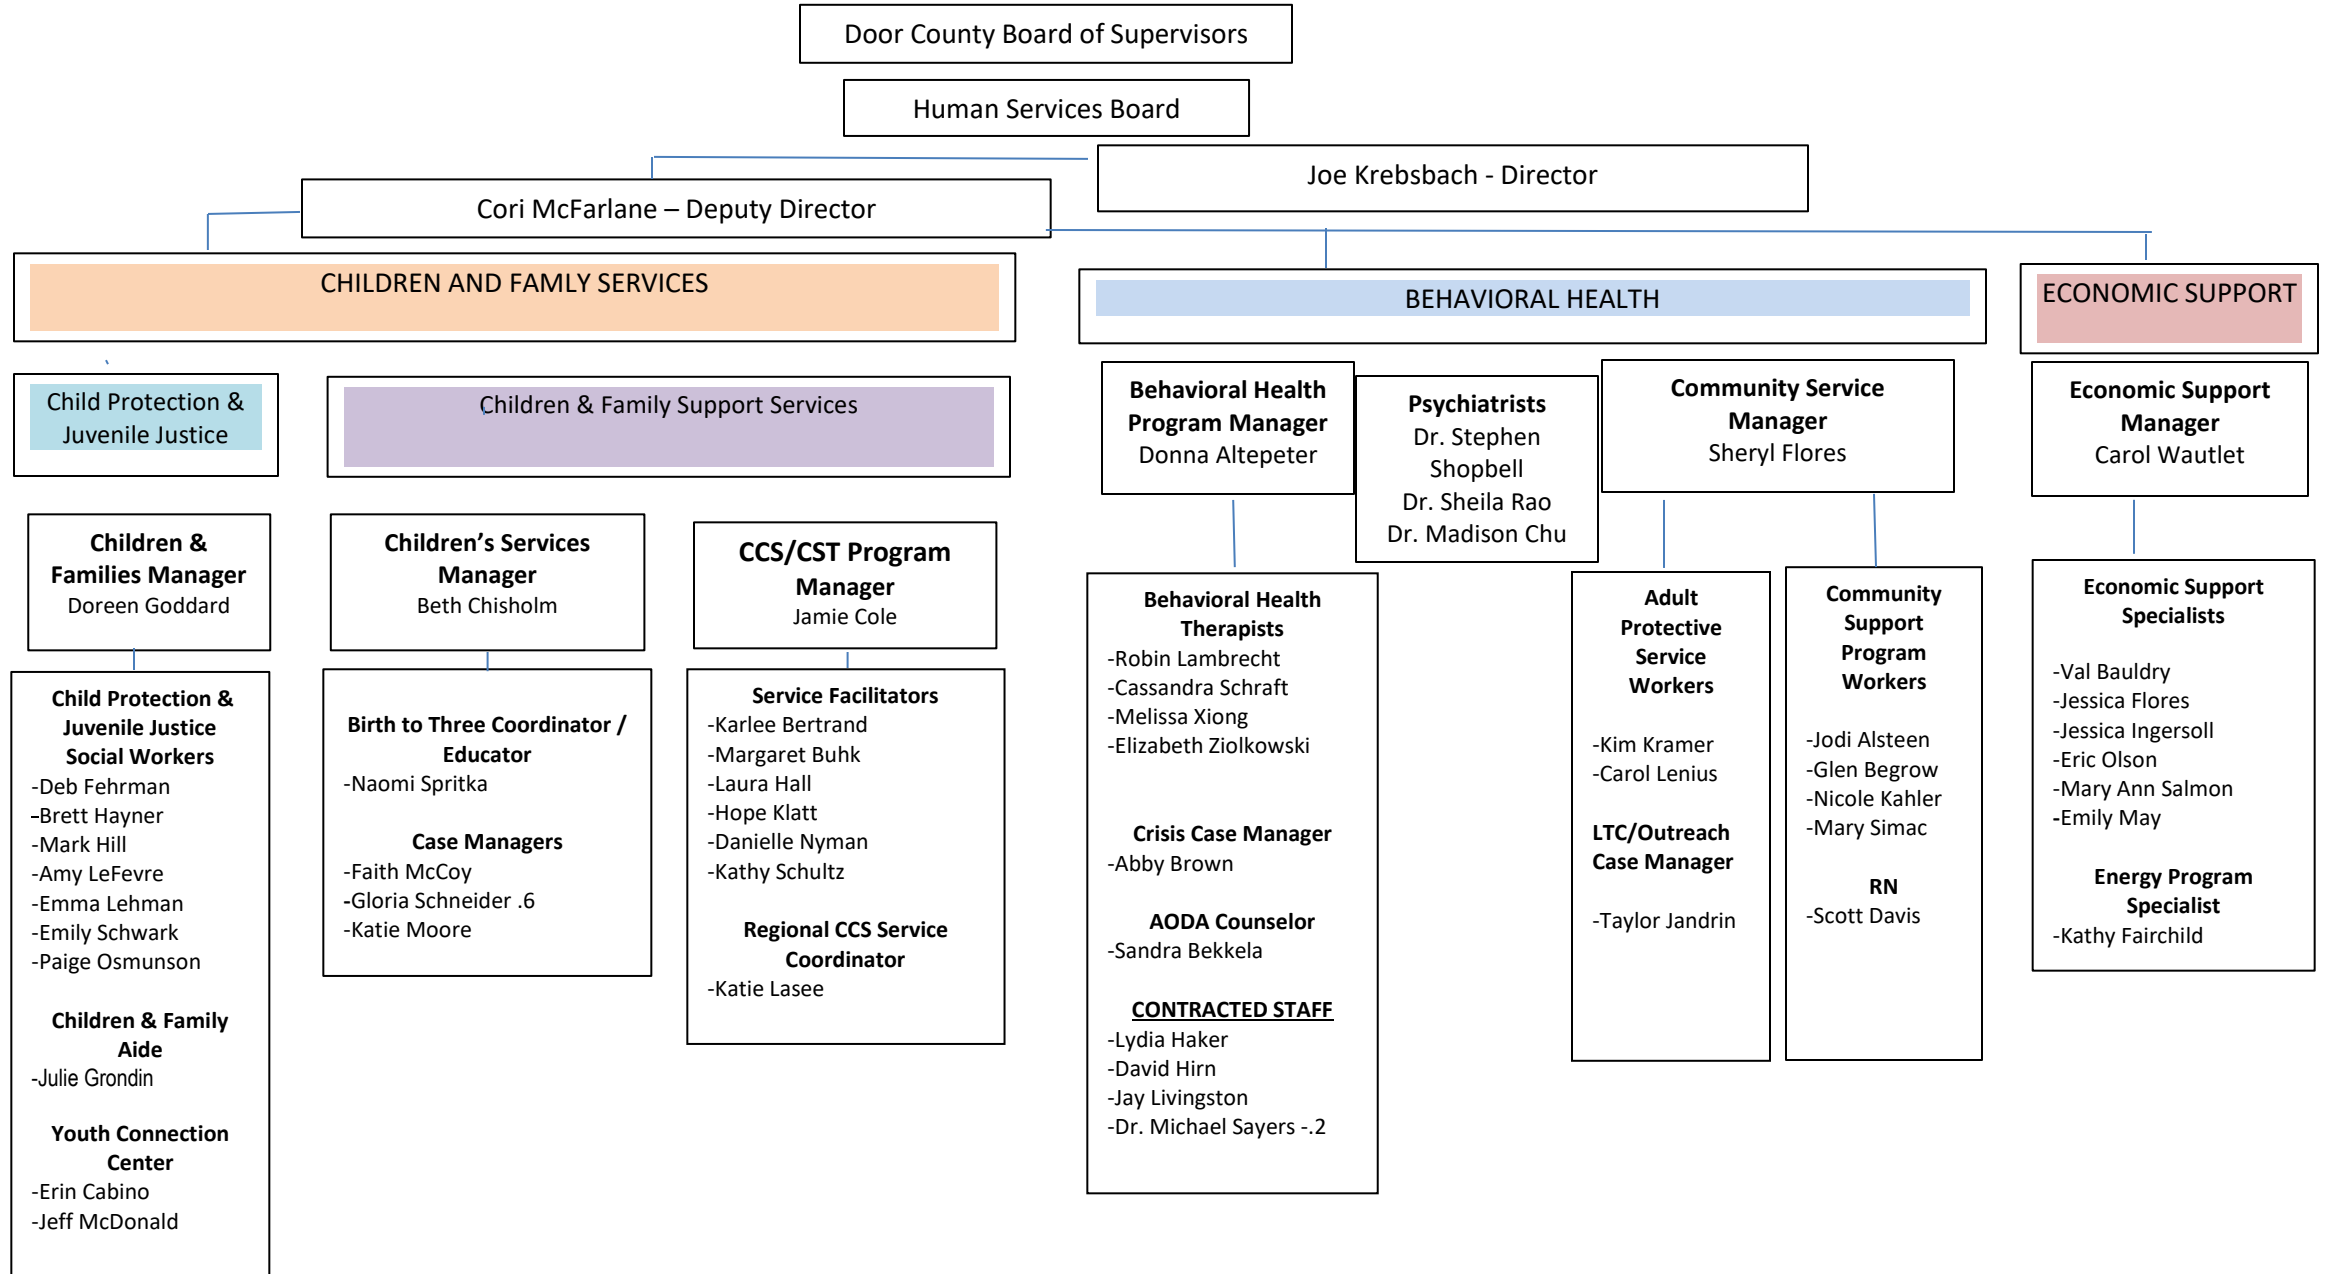 Door County Board of Supervisors
Human Services Board
Joe Krebsbach - Director
Cori McFarlane – Deputy Director
CHILDREN AND FAMLY SERVICES
BEHAVIORAL HEALTH
ECONOMIC SUPPORT
Child Protection &
Juvenile Justice
Children & Family Support Services
Behavioral Health
Program Manager
Donna Altepeter
Psychiatrists
Dr. Stephen
Shopbell
Dr. Sheila Rao
Dr. Madison Chu
Community Service
Manager
Sheryl Flores
Economic Support
Manager
Carol Wautlet
Children &
Families Manager
Doreen Goddard
Children’s Services
Manager
Beth Chisholm
CCS/CST Program
Manager
Jamie Cole
Child Protection &
Juvenile Justice
Social Workers
-Deb Fehrman
-Brett Hayner
-Mark Hill
-Amy LeFevre
-Emma Lehman
-Emily Schwark
-Paige Osmunson
Children & Family
Aide
-Julie Grondin
Youth Connection
Center
-Erin Cabino
-Jeff McDonald
Birth to Three Coordinator /
Educator
-Naomi Spritka
Case Managers
-Faith McCoy
-Gloria Schneider .6
-Katie Moore
Service Facilitators
-Karlee Bertrand
-Margaret Buhk
-Laura Hall
-Hope Klatt
-Danielle Nyman
-Kathy Schultz
Regional CCS Service
Coordinator
-Katie Lasee
Behavioral Health
Therapists
-Robin Lambrecht
-Cassandra Schraft
-Melissa Xiong
-Elizabeth Ziolkowski
Crisis Case Manager
-Abby Brown
AODA Counselor
-Sandra Bekkela
CONTRACTED STAFF
-Lydia Haker
-David Hirn
-Jay Livingston
-Dr. Michael Sayers -.2
Adult
Protective
Service
Workers
-Kim Kramer
-Carol Lenius
LTC/Outreach
Case Manager
-Taylor Jandrin
Community
Support
Program
Workers
-Jodi Alsteen
-Glen Begrow
-Nicole Kahler
-Mary Simac
RN
-Scott Davis
Economic Support
Specialists
-Val Bauldry
-Jessica Flores
-Jessica Ingersoll
-Eric Olson
-Mary Ann Salmon
-Emily May
Energy Program
Specialist
-Kathy Fairchild